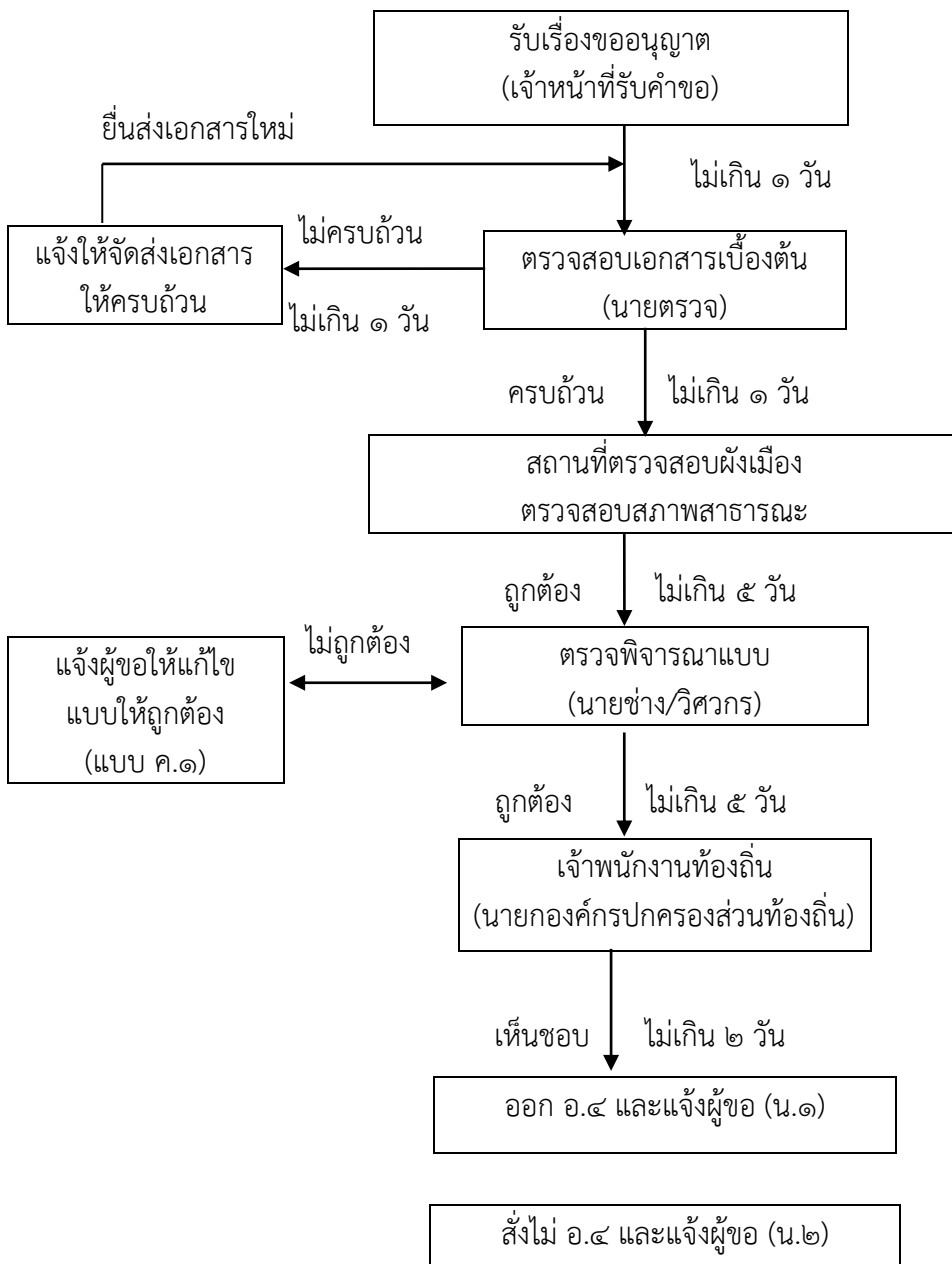 รับเรื่องขออนุญาต
(เจ้าหน้าที่รับคำขอ)
ยื่นส่งเอกสารใหม่
ไม่เกิน ๑ วัน
แจ้งให้จัดส่งเอกสาร
ให้ครบถ้วน
ไม่ครบถ้วน
ไม่เกิน ๑ วัน
ตรวจสอบเอกสารเบื้องต้น
(นายตรวจ)
ครบถ้วน ไม่เกิน ๑ วัน
สถานที่ตรวจสอบผังเมือง
ตรวจสอบสภาพสาธารณะ
ถูกต้อง ไม่เกิน ๕ วัน
แจ้งผู้ขอให้แก้ไข
แบบให้ถูกต้อง
(แบบ ค.๑)
ไม่ถูกต้อง
ตรวจพิจารณาแบบ
(นายช่าง/วิศวกร)
ถูกต้อง ไม่เกิน ๕ วัน
เจ้าพนักงานท้องถิ่น
(นายกองค์กรปกครองส่วนท้องถิ่น)
เห็นชอบ ไม่เกิน ๒ วัน
ออก อ.๔ และแจ้งผู้ขอ (น.๑)
สั่งไม่ อ.๔ และแจ้งผู้ขอ (น.๒)